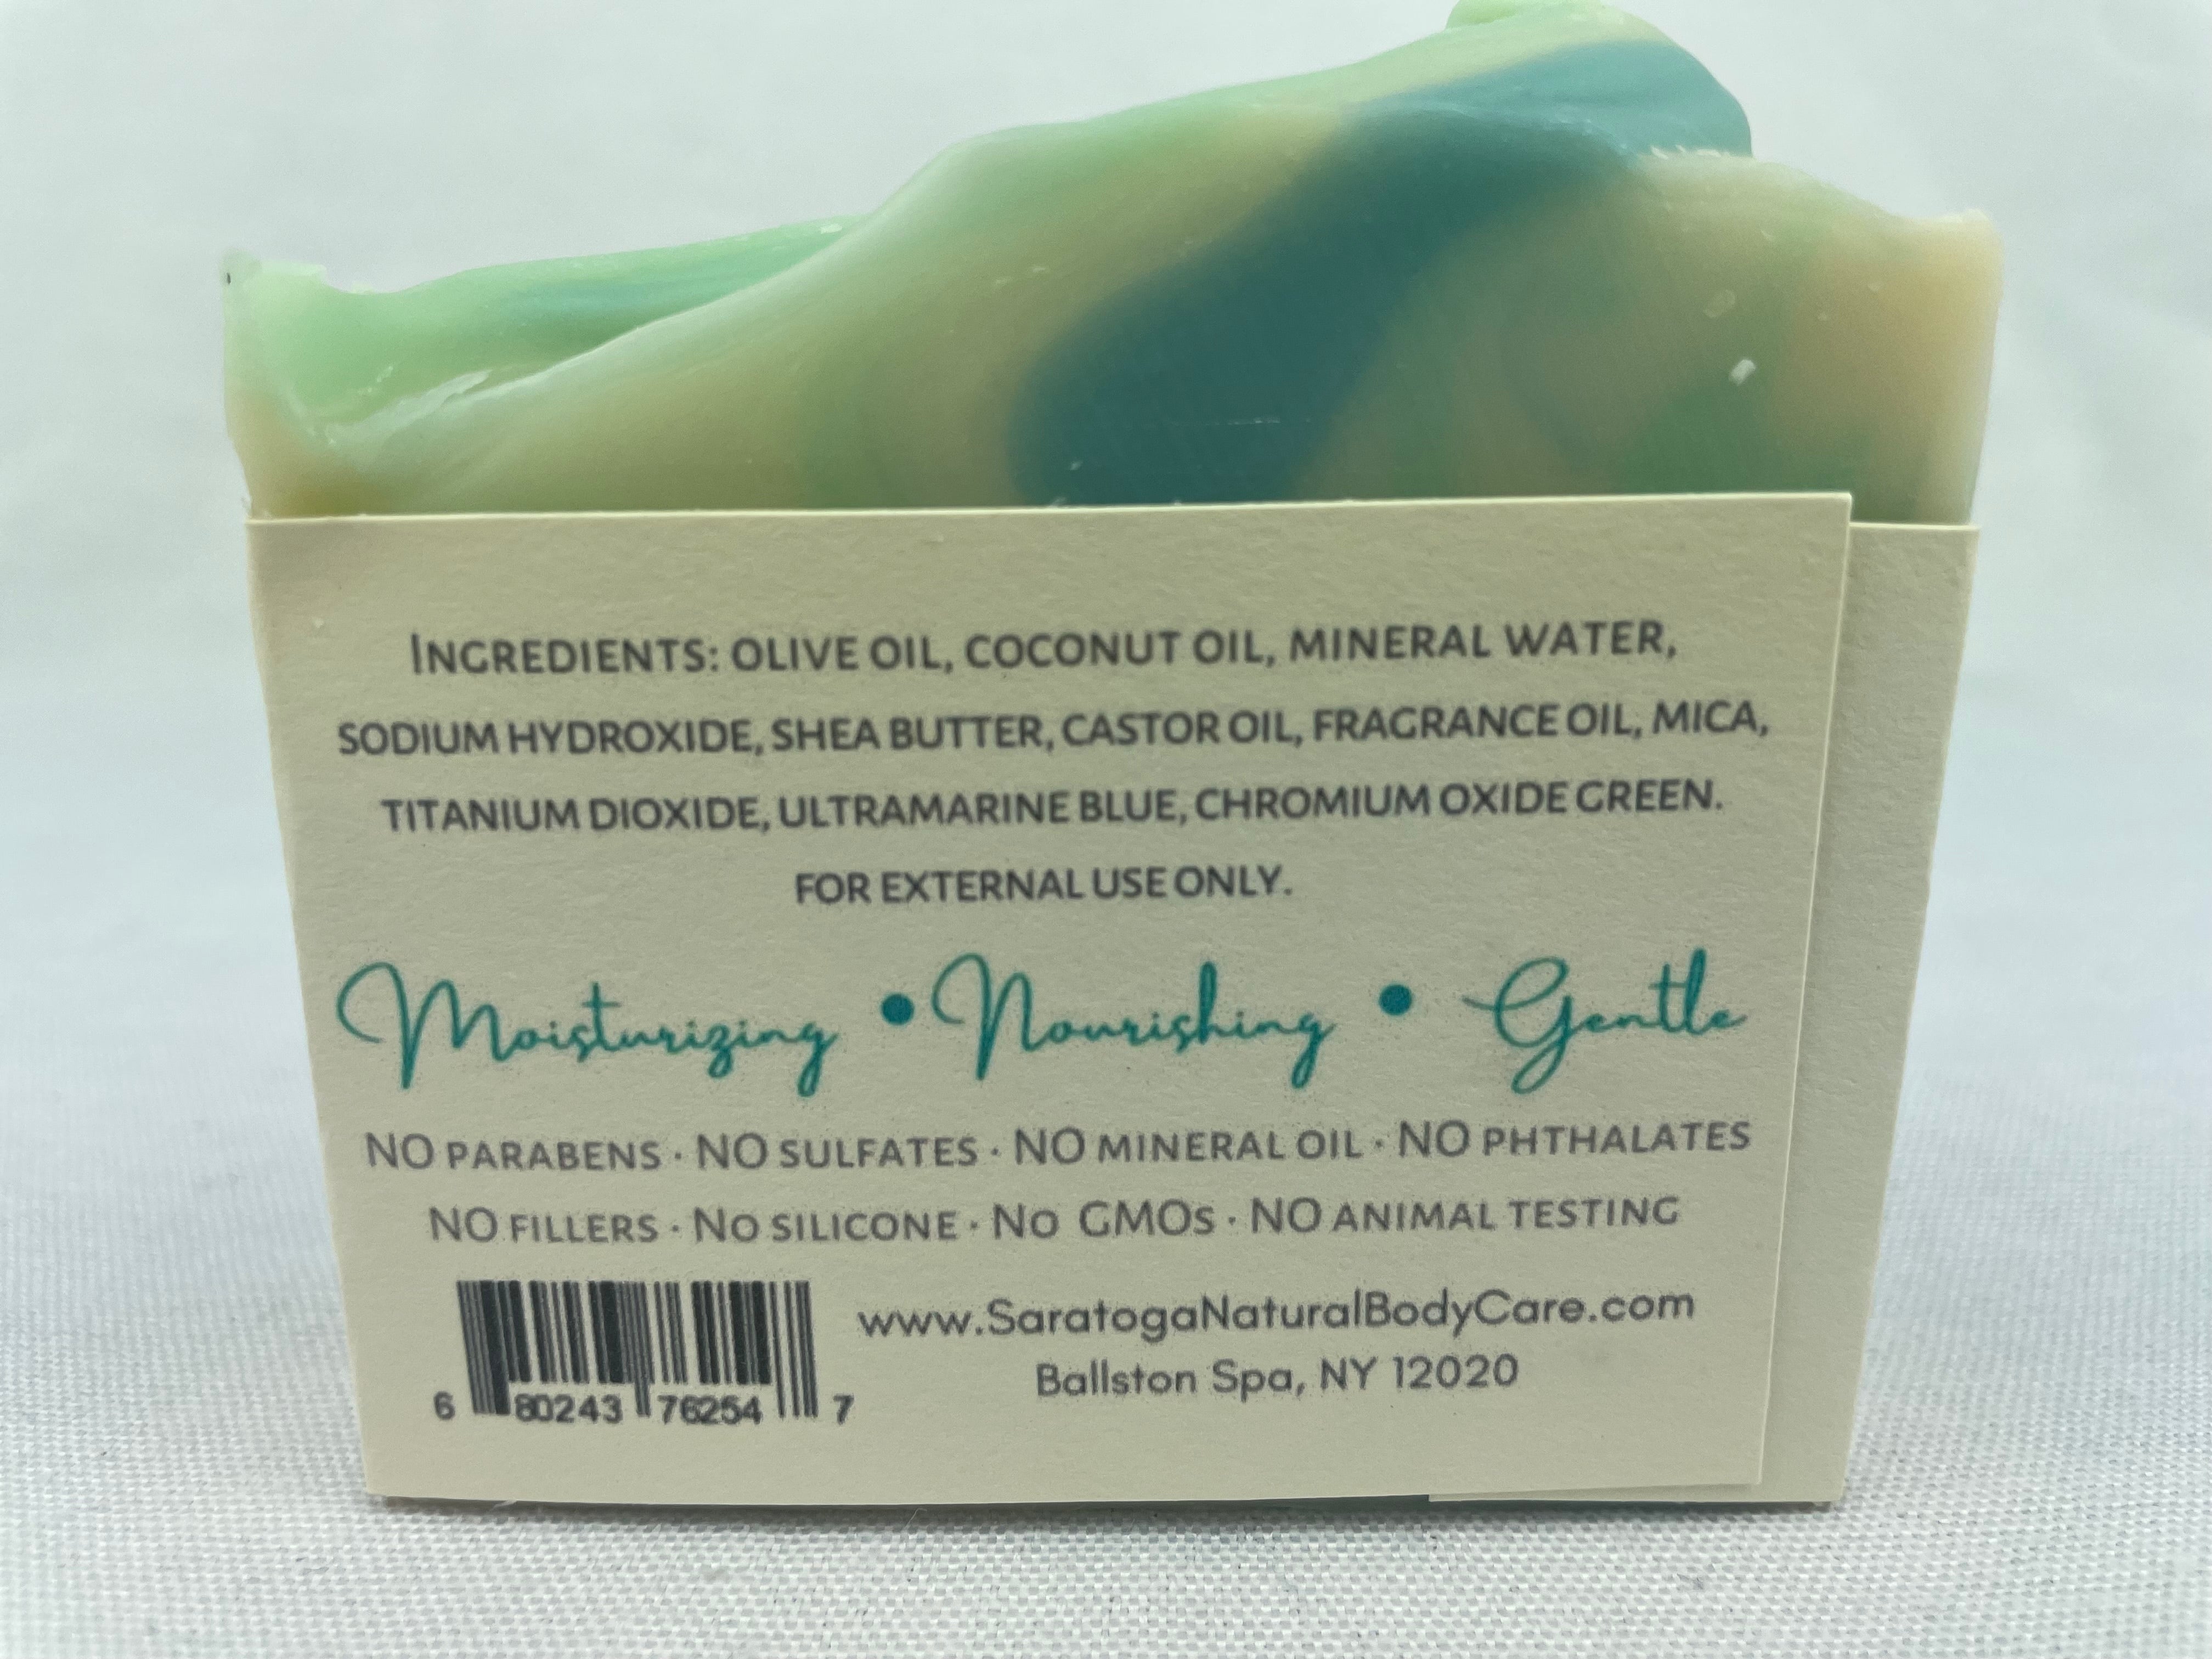 INGREDIENTS: OLIVE OIL, COCONUT OIL, MINERAL WATER,
SODIUM HYDROXIDE, SHEA BUTTER, CASTOR OIL, FRAGRANCE OIL, MICA,
TITANIUM DIOXIDE, ULTRAMARINE BLUE, CHROMIUM OXIDE GREEN.
FOR EXTERNAL USE ONLY.
Moisturizing • Nourishing • Gentle
NO PARABENS · NO SULFATES · NO MINERAL OIL · NO PHTHALATES
NO FILLERS · No SILICONE · No GMOs · NO ANIMAL TESTING
www.SaratogaNaturalBodyCare.com
Ballston Spa, NY 12020
6 80243 76254 7